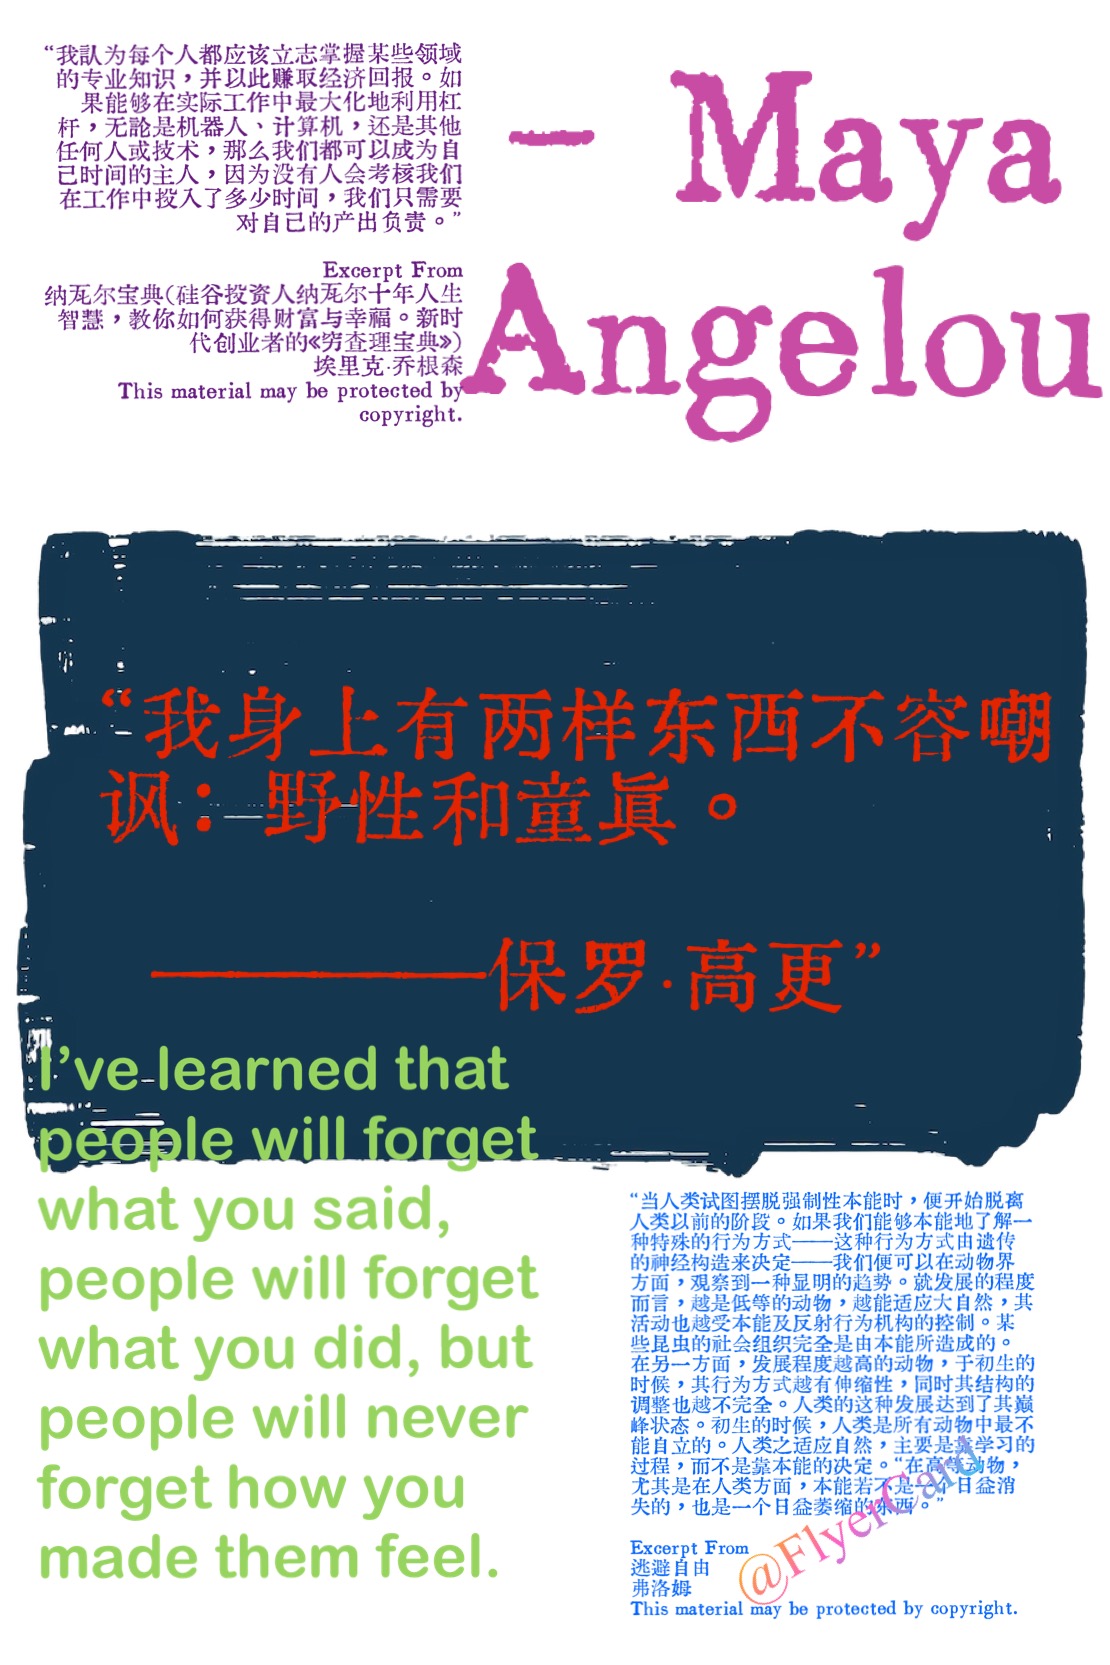 “我認为每个人都应该立志掌握某些领域
的专业知识，并以此赚取经济回报。如
果能够在实际工作中最大化地利用杠
杆，无論是机器人、计算机，还是其他
任何人或技术，那么我们都可以成为自
己时间的主人，因为没有人会考核我们
在工作中投入了多少时间，我们只需要
对自己的产出负责。”
Excerpt From
纳瓦尔宝典(硅谷投资人纳瓦尔十年人生
智慧，教你如何获得财富与幸福。新时
代创业者的《穷查理宝典》)
埃里克·乔根森
This material may be protected by
copyright.
— Maya
Angelou
“我身上有两样东西不容嘲
讽：野性和童眞。
————保罗·高更”
I’ve learned that
people will forget
what you said,
people will forget
what you did, but
people will never
forget how you
made them feel.
“当人类试图摆脱强制性本能时，便开始脱离
人类以前的阶段。如果我们能够本能地了解一
种特殊的行为方式——这种行为方式由遗传
的神经构造来决定——我们便可以在动物界
方面，观察到一种显明的趋势。就发展的程度
而言，越是低等的动物，越能适应大自然，其
活动也越受本能及反射行为机构的控制。某
些昆虫的社会组织完全是由本能所造成的。
在另一方面，发展程度越高的动物，于初生的
时候，其行为方式越有伸缩性，同时其结构的
调整也越不完全。人类的这种发展达到了其巅
峰状态。初生的时候，人类是所有动物中最不
能自立的。人类之适应自然，主要是靠学习的
过程，而不是靠本能的决定。“在高等动物，
尤其是在人类方面，本能若不是一个日益消
失的，也是一个日益萎缩的东西。”
Excerpt From
逃避自由
弗洛姆
This material may be protected by copyright.
@FlyerCard